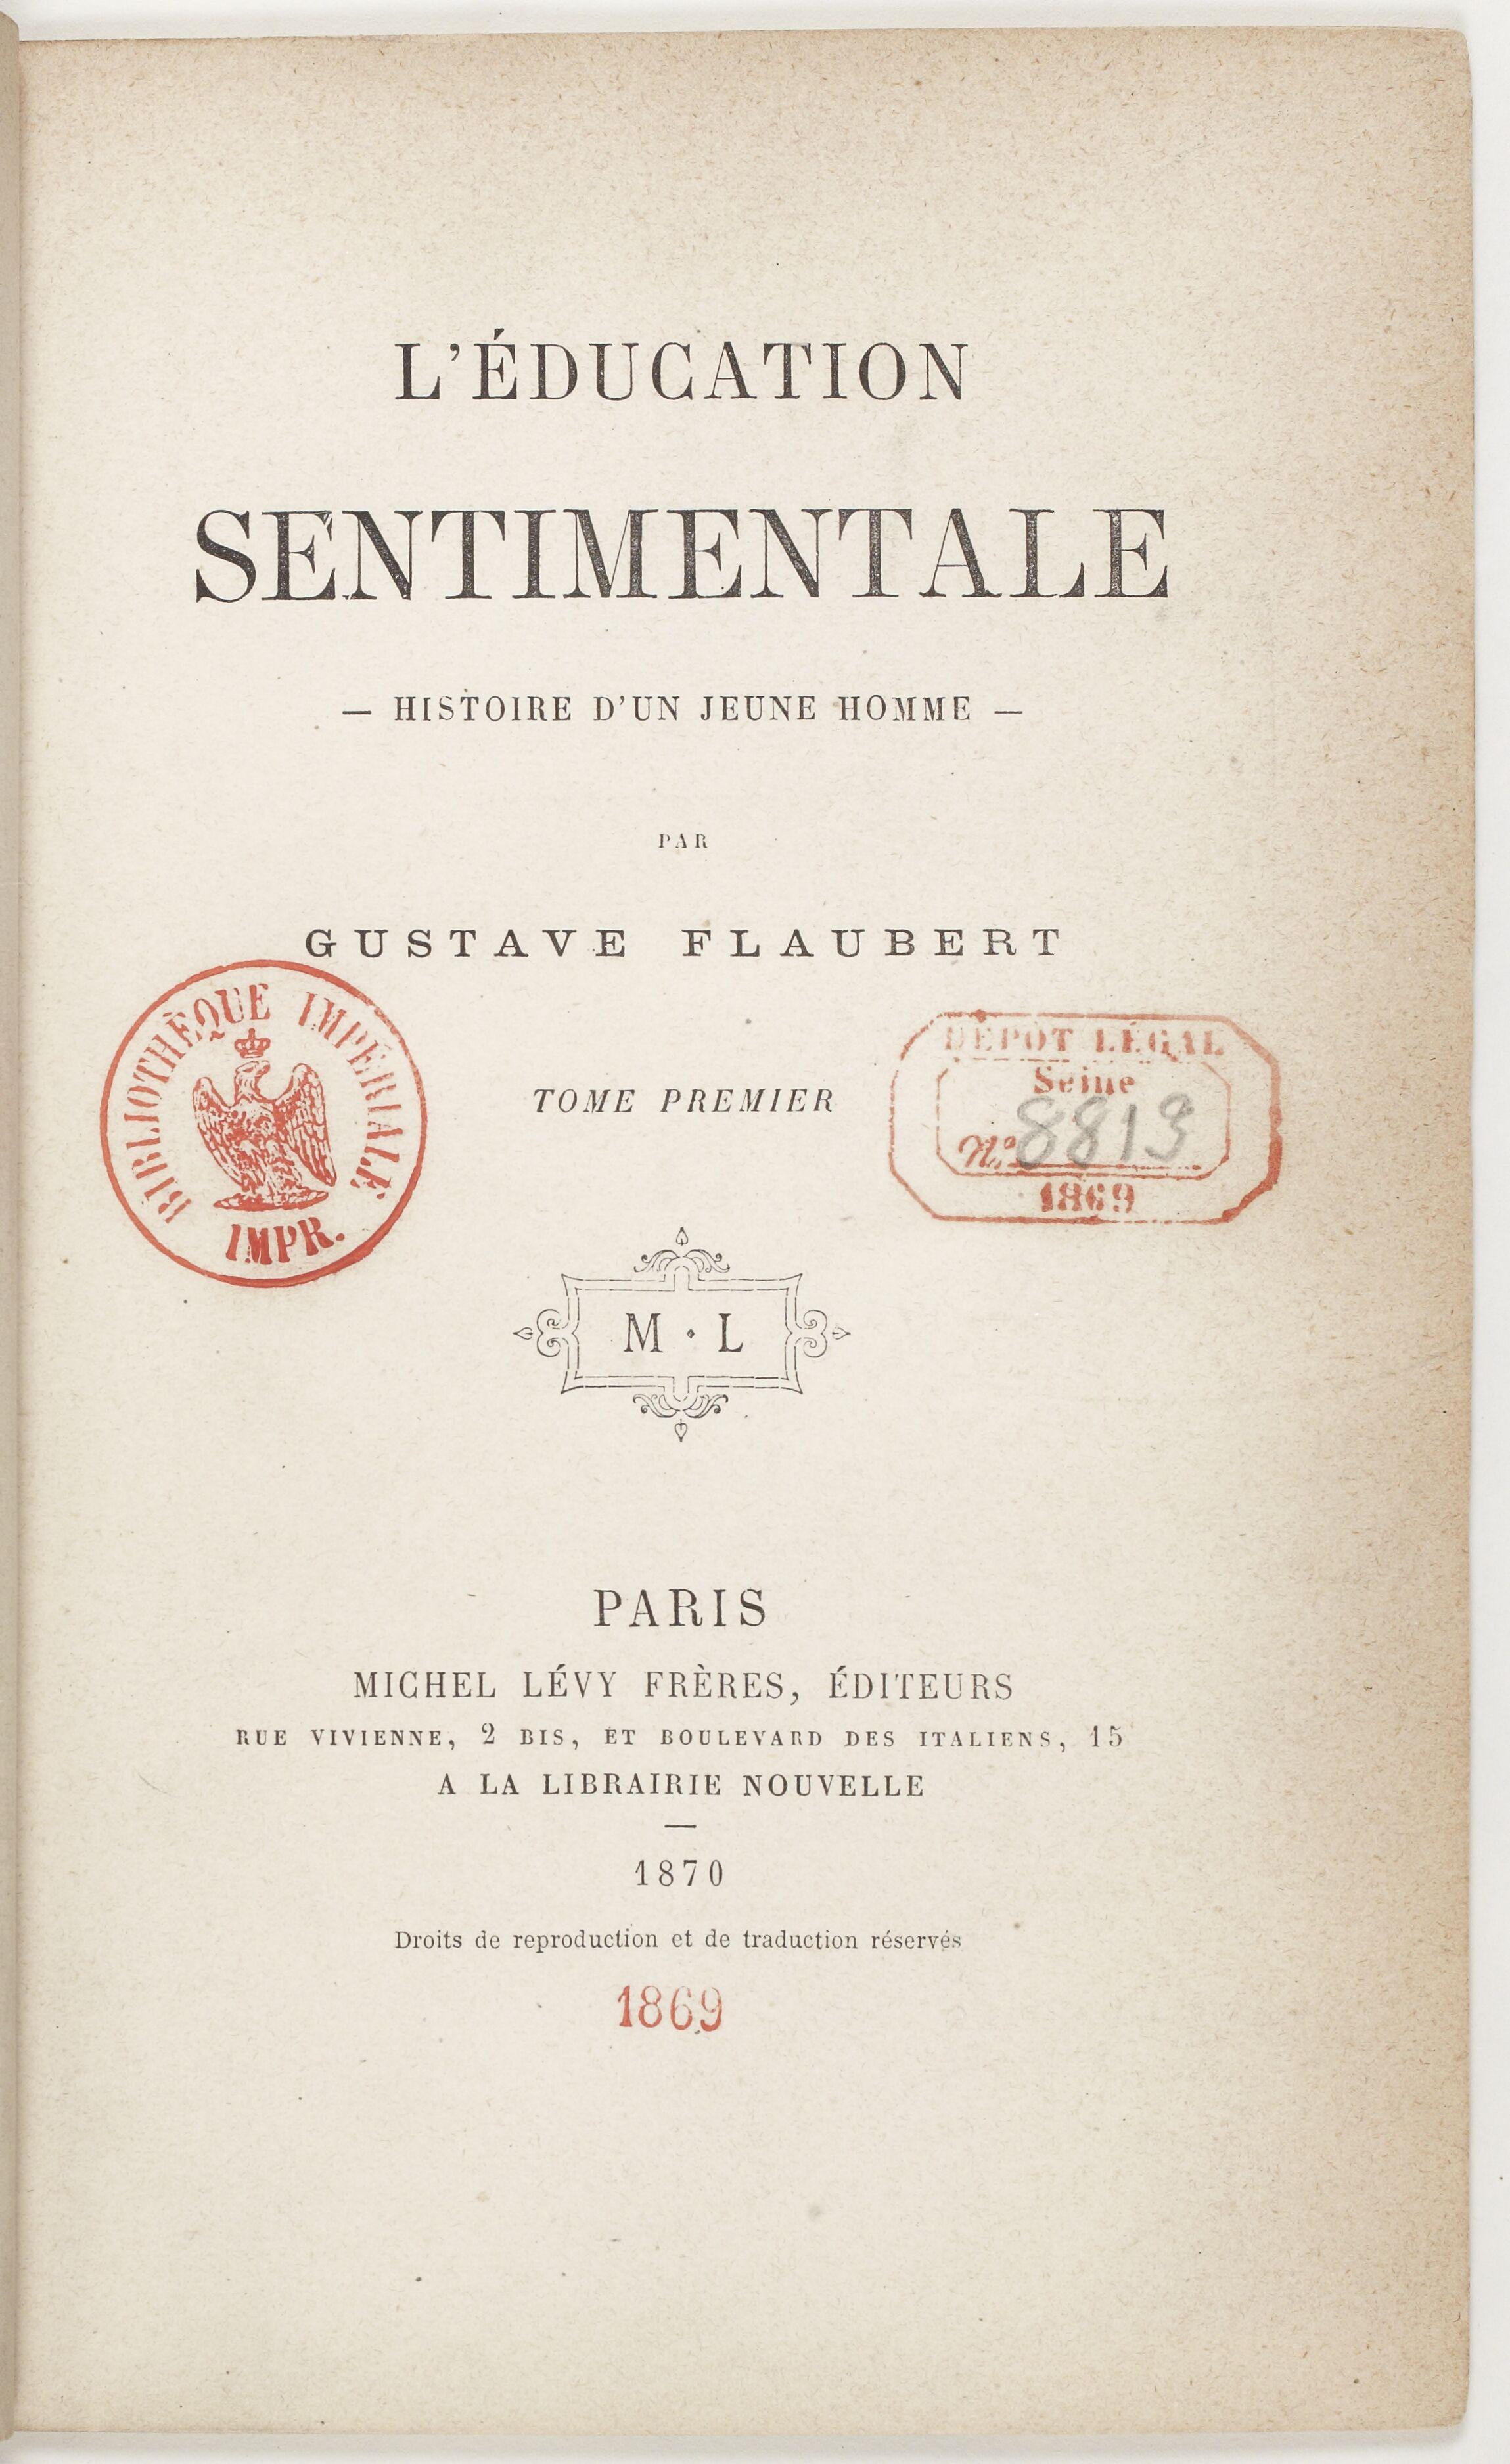 L'ÉDUCATION
SENTIMENTALE
— HISTOIRE D'UN JEUNE HOMME —
PAR
GUSTAVE FLAUBERT
BIBLIOTHÈQUE IMPÉRIALE
IMPR.
TOME PREMIER
DÉPOT LÉGAL
Seine
No 8813
1869
M · L
PARIS
MICHEL LÉVY FRÈRES, ÉDITEURS
RUE VIVIENNE, 2 BIS, ET BOULEVARD DES ITALIENS, 15
A LA LIBRAIRIE NOUVELLE
—
1870
Droits de reproduction et de traduction réservés
1869